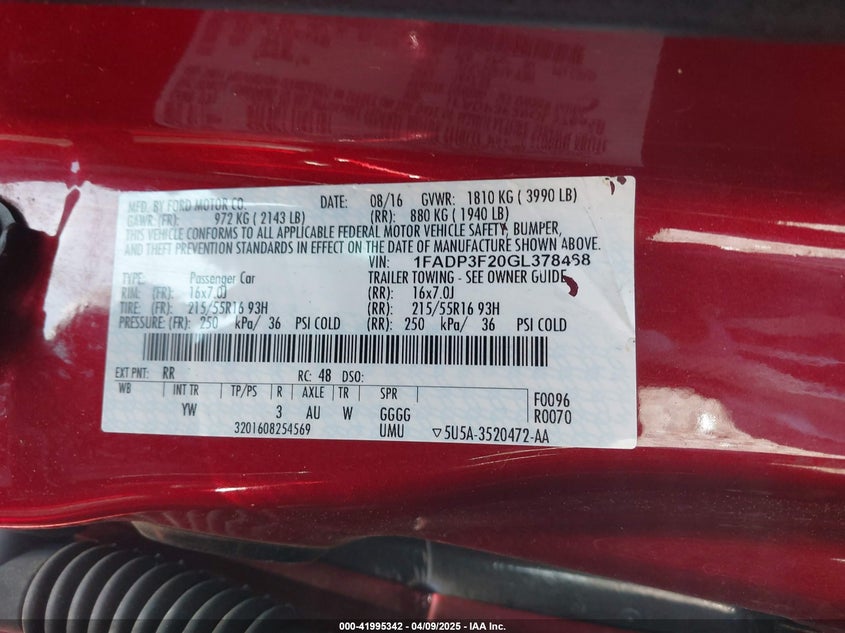 MFD. BY FORD MOTOR CO. DATE: 08/16 GVWR: 1810 KG ( 3990 LB)
GAWR: (FR): 972 KG ( 2143 LB) (RR): 880 KG ( 1940 LB)
THIS VEHICLE CONFORMS TO ALL APPLICABLE FEDERAL MOTOR VEHICLE SAFETY, BUMPER,
AND THEFT PREVENTION STANDARDS IN EFFECT ON THE DATE OF MANUFACTURE SHOWN ABOVE.
VIN: 1FADP3F20GL378468
TYPE: Passenger Car TRAILER TOWING - SEE OWNER GUIDE
RIM: (FR): 16x7.0J (RR): 16x7.0J
TIRE: (FR): 215/55R16 93H (RR): 215/55R16 93H
PRESSURE: (FR): 250 kPa/ 36 PSI COLD (RR): 250 kPa/ 36 PSI COLD
EXT PNT: RR RC: 48 DSO:
WB INT TR TP/PS R AXLE TR SPR F0096
YW 3 AU W GGGG R0070
3201608254569 UMU ▽5U5A-3520472-AA
000-41995342 - 04/09/2025 - IAA Inc.